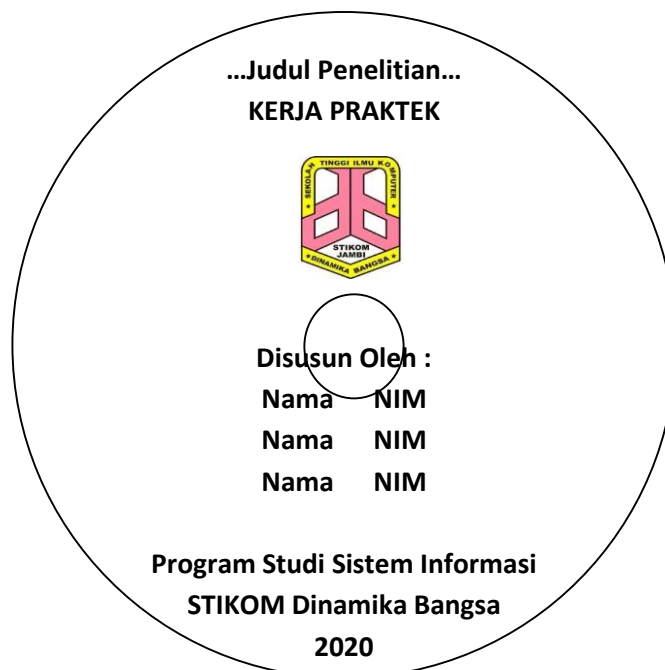 ...Judul Penelitian...
KERJA PRAKTEK
SEKOLAH TINGGI ILMU KOMPUTER
STIKOM
JAMBI
DINAMIKA BANGSA
Disusun Oleh :
Nama NIM
Nama NIM
Nama NIM
Program Studi Sistem Informasi
STIKOM Dinamika Bangsa
2020